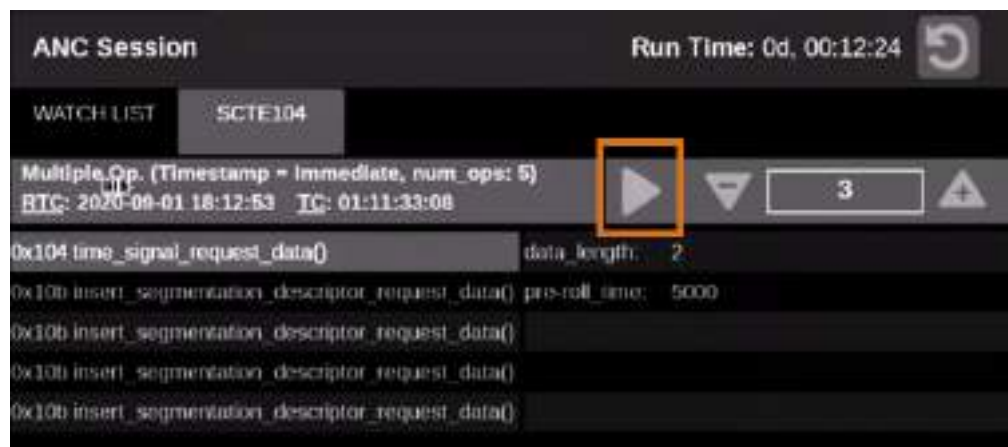 ANC Session Run Time: 0d, 00:12:24
WATCH LIST SCTE104
Multiple Op. (Timestamp = Immediate, num_ops: 5)
RTC: 2020-09-01 18:12:53 TC: 01:11:33:08
3
0x104 time_signal_request_data() data_length: 2
0x10b insert_segmentation_descriptor_request_data() pre-roll_time: 5000
0x10b insert_segmentation_descriptor_request_data()
0x10b insert_segmentation_descriptor_request_data()
0x10b insert_segmentation_descriptor_request_data()